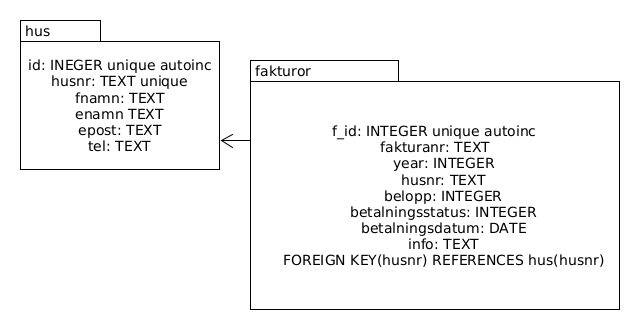 hus
id: INEGER unique autoinc
husnr: TEXT unique
fnamn: TEXT
enamn TEXT
epost: TEXT
tel: TEXT
fakturor
f_id: INTEGER unique autoinc
fakturanr: TEXT
year: INTEGER
husnr: TEXT
belopp: INTEGER
betalningsstatus: INTEGER
betalningsdatum: DATE
info: TEXT
FOREIGN KEY(husnr) REFERENCES hus(husnr)